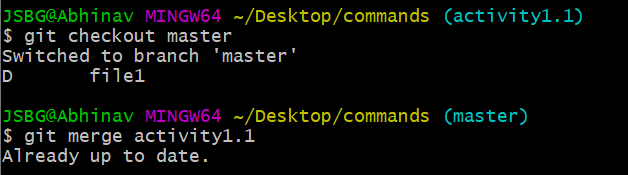 JSBG@Abhinav MINGW64 ~/Desktop/commands (activity1.1)
$ git checkout master
Switched to branch 'master'
D       file1
JSBG@Abhinav MINGW64 ~/Desktop/commands (master)
$ git merge activity1.1
Already up to date.